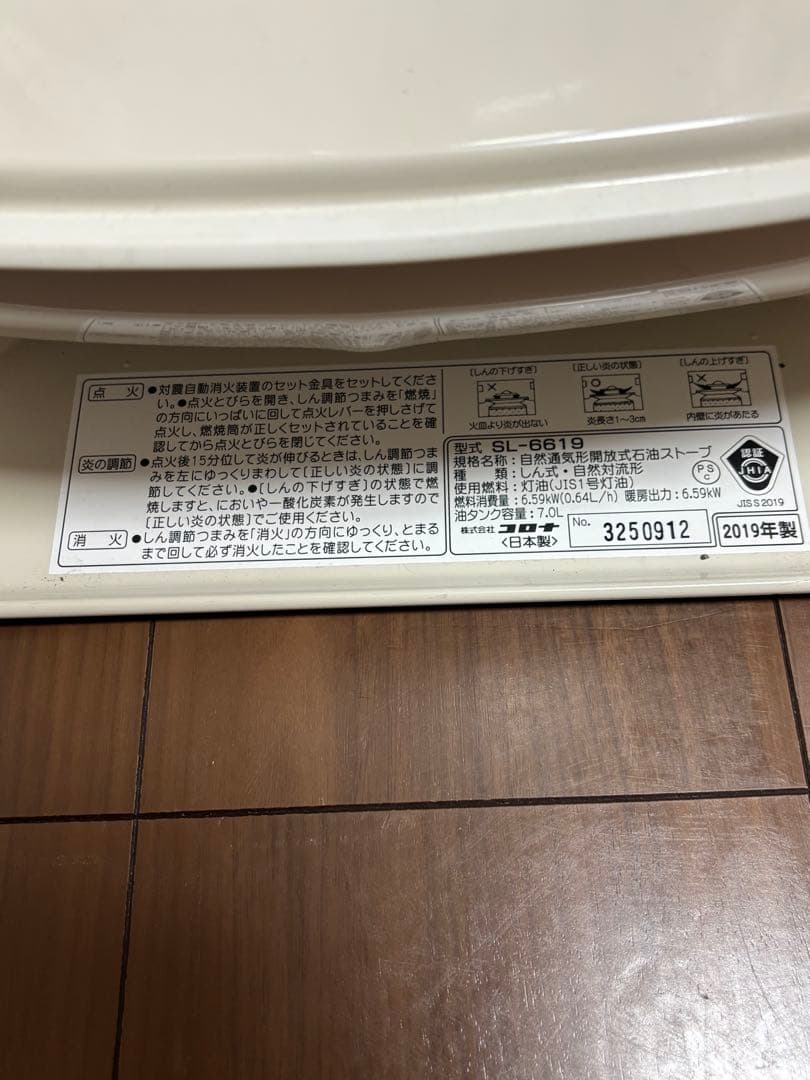 点火
●対震自動消火装置のセット金具をセットしてくださ
い。●点火とびらを開き、しん調節つまみを「燃焼」
の方向にいっぱいに回して点火レバーを押しさげて
点火し、燃焼筒が正しくセットされていることを確
認してから点火とびらを閉じてください。
炎の調節
●点火後15分位して炎が伸びるときは、しん調節つま
みを左にゆっくりまわして[正しい炎の状態]に調
節してください。●[しんの下げすぎ]の状態で燃
焼しますと、においや一酸化炭素が発生しますので
[正しい炎の状態]でご使用ください。
消火
●しん調節つまみを「消火」の方向にゆっくり、とまる
まで回して必ず消火したことを確認してください。
[しんの下げすぎ]
火皿より炎が出ない
[正しい炎の状態]
炎長さ1〜3cm
[しんの上げすぎ]
内壁に炎があたる
型式 SL-6619
規格名称:自然通気形開放式石油ストーブ
種類:しん式・自然対流形
使用燃料:灯油(JIS1号灯油)
燃料消費量:6.59kW(0.64L/h) 暖房出力:6.59kW
油タンク容量:7.0L
PS
C
認証
JHIA
JIS S 2019
株式会社 コロナ
〈日本製〉
No. 3250912
2019年製